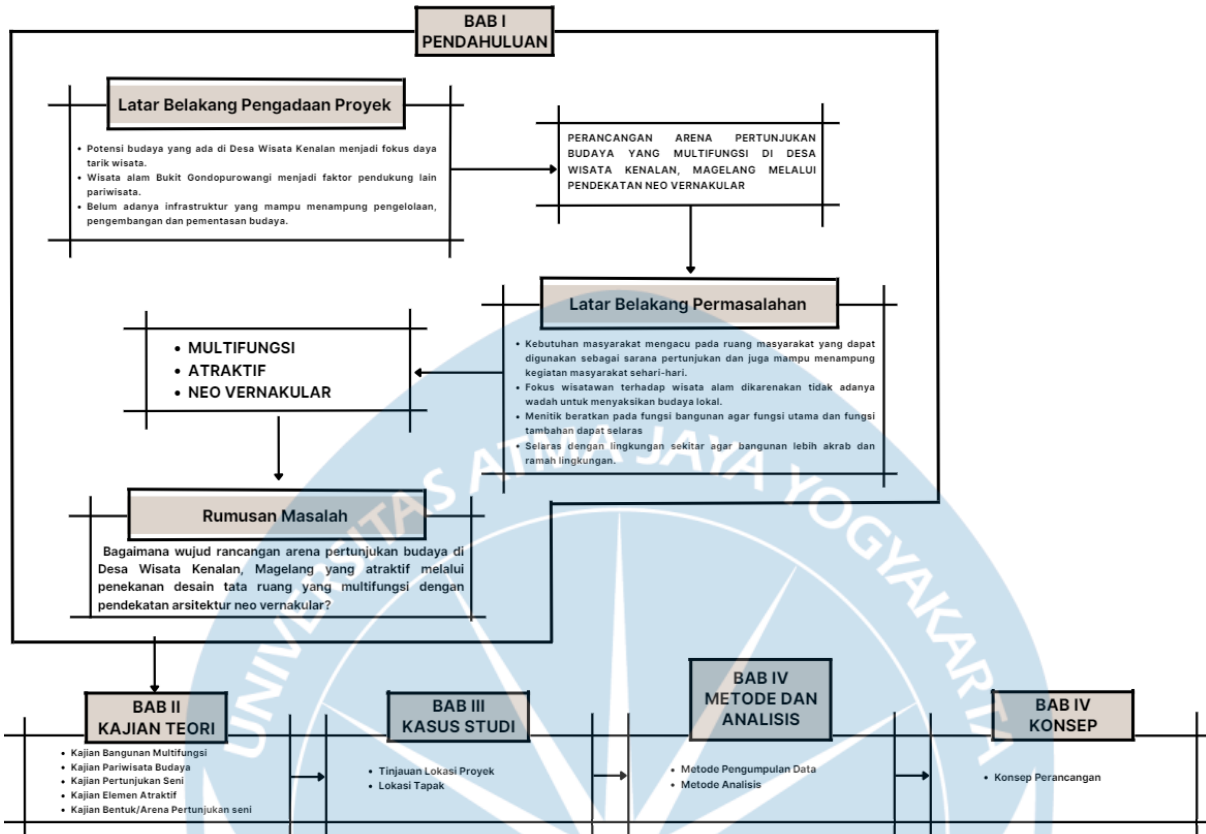 BAB I
PENDAHULUAN
Latar Belakang Pengadaan Proyek
• Potensi budaya yang ada di Desa Wisata Kenalan menjadi fokus daya
tarik wisata.
• Wisata alam Bukit Gondopurowangi menjadi faktor pendukung lain
pariwisata.
• Belum adanya infrastruktur yang mampu menampung pengelolaan,
pengembangan dan pementasan budaya.
PERANCANGAN ARENA PERTUNJUKAN
BUDAYA YANG MULTIFUNGSI DI DESA
WISATA KENALAN, MAGELANG MELALUI
PENDEKATAN NEO VERNAKULAR
Latar Belakang Permasalahan
• Kebutuhan masyarakat mengacu pada ruang masyarakat yang dapat
digunakan sebagai sarana pertunjukan dan juga mampu menampung
kegiatan masyarakat sehari-hari.
• Fokus wisatawan terhadap wisata alam dikarenakan tidak adanya
wadah untuk menyaksikan budaya lokal.
• Menitik beratkan pada fungsi bangunan agar fungsi utama dan fungsi
tambahan dapat selaras
• Selaras dengan lingkungan sekitar agar bangunan lebih akrab dan
ramah lingkungan.
• MULTIFUNGSI
• ATRAKTIF
• NEO VERNAKULAR
Rumusan Masalah
Bagaimana wujud rancangan arena pertunjukan budaya di
Desa Wisata Kenalan, Magelang yang atraktif melalui
penekanan desain tata ruang yang multifungsi dengan
pendekatan arsitektur neo vernakular?
BAB II
KAJIAN TEORI
• Kajian Bangunan Multifungsi
• Kajian Pariwisata Budaya
• Kajian Pertunjukan Seni
• Kajian Elemen Atraktif
• Kajian Bentuk/Arena Pertunjukan seni
BAB III
KASUS STUDI
• Tinjauan Lokasi Proyek
• Lokasi Tapak
BAB IV
METODE DAN
ANALISIS
• Metode Pengumpulan Data
• Metode Analisis
BAB IV
KONSEP
• Konsep Perancangan
UNIVERSITAS ATMA JAYA YOGYAKARTA